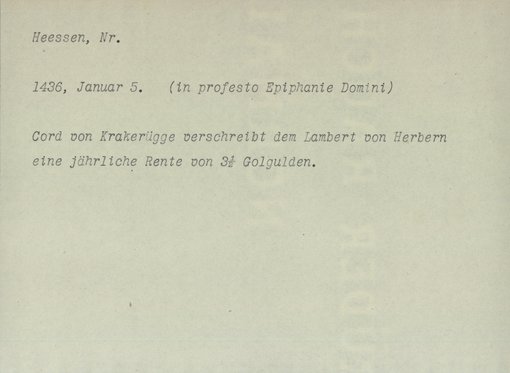 Heessen, Nr.
1436, Januar 5. (in profesto Epiphanie Domini)
Cord von Krakerügge verschreibt dem Lambert von Herbern
eine jährliche Rente von 3½ Golgulden.